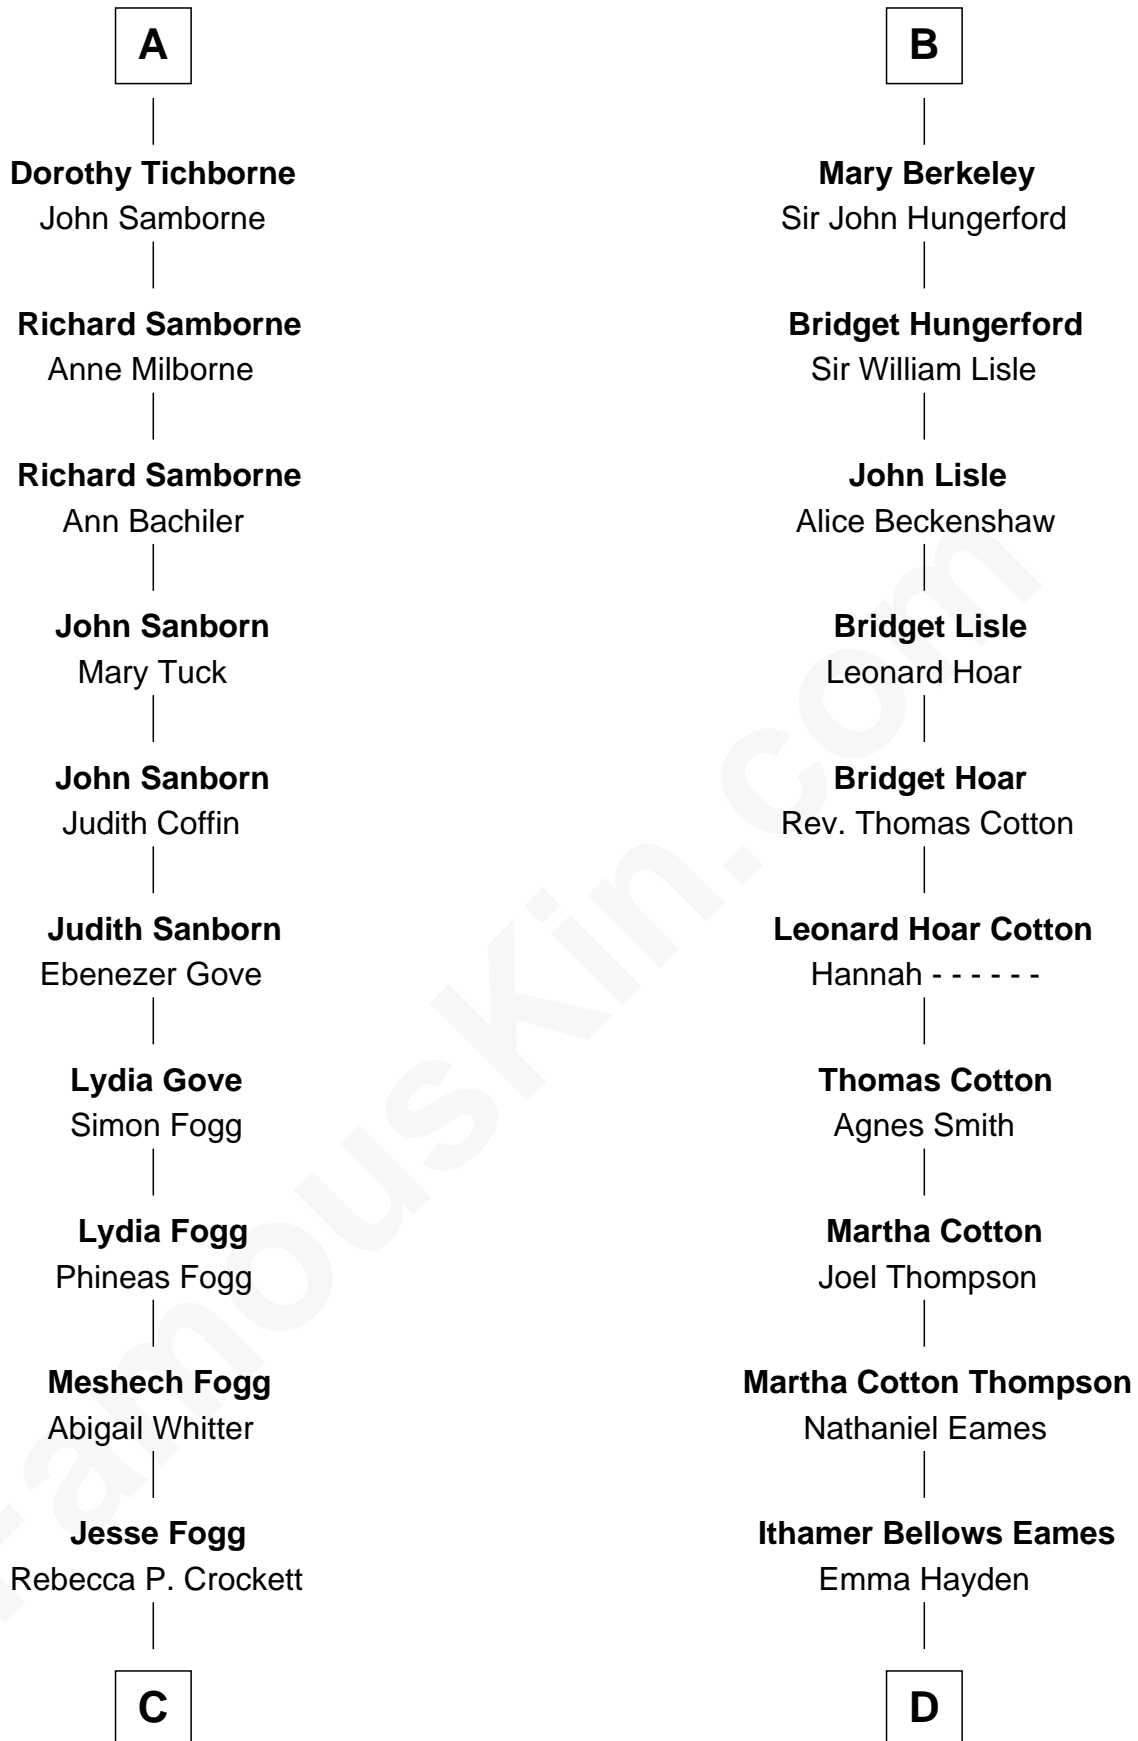 A
Dorothy Tichborne
John Samborne
Richard Samborne
Anne Milborne
Richard Samborne
Ann Bachiler
John Sanborn
Mary Tuck
John Sanborn
Judith Coffin
Judith Sanborn
Ebenezer Gove
Lydia Gove
Simon Fogg
Lydia Fogg
Phineas Fogg
Meshech Fogg
Abigail Whitter
Jesse Fogg
Rebecca P. Crockett
C
B
Mary Berkeley
Sir John Hungerford
Bridget Hungerford
Sir William Lisle
John Lisle
Alice Beckenshaw
Bridget Lisle
Leonard Hoar
Bridget Hoar
Rev. Thomas Cotton
Leonard Hoar Cotton
Hannah - - - - - -
Thomas Cotton
Agnes Smith
Martha Cotton
Joel Thompson
Martha Cotton Thompson
Nathaniel Eames
Ithamer Bellows Eames
Emma Hayden
D
FamousKin.com